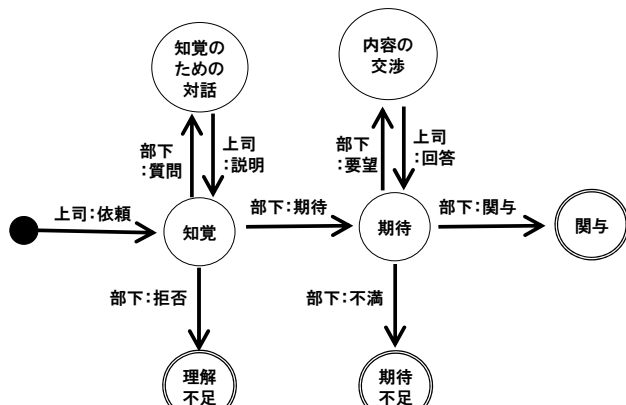 知覚の
ための
対話
内容の
交渉
部下
:質問
上司
:説明
部下
:要望
上司
:回答
上司:依頼
知覚
部下:期待
期待
部下:関与
関与
部下:拒否
部下:不満
理解
不足
期待
不足